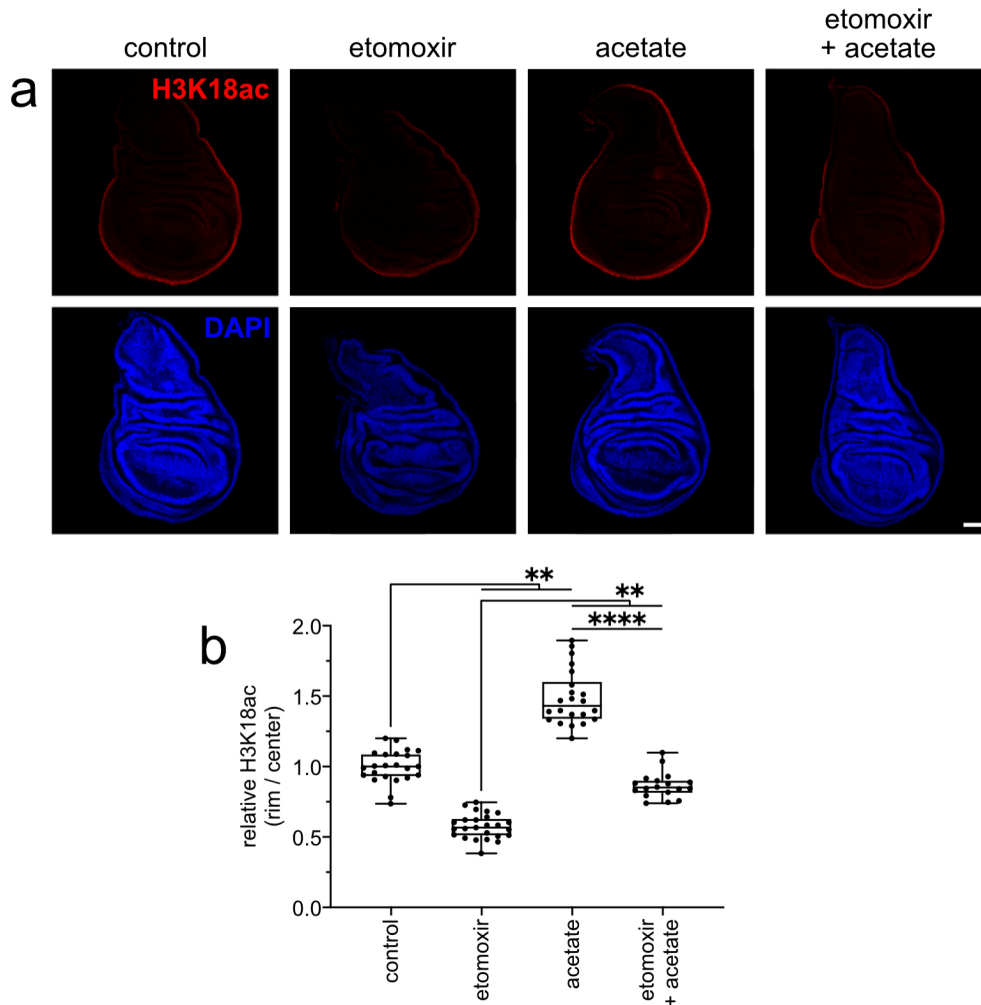 a
control
etomoxir
acetate
etomoxir
+ acetate
H3K18ac
DAPI
b
**
**
****
relative H3K18ac
(rim / center)
2.0
1.5
1.0
0.5
0.0
control
etomoxir
acetate
etomoxir
+ acetate